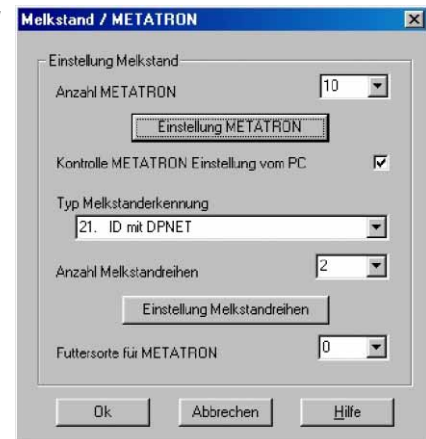 Melkstand / METATRON
Einstellung Melkstand
Anzahl METATRON 10
Einstellung METATRON
Kontrolle METATRON Einstellung vom PC
Typ Melkstanderkennung
21. ID mit DPNET
Anzahl Melkstandreihen 2
Einstellung Melkstandreihen
Futtersorte für METATRON 0
Ok Abbrechen Hilfe